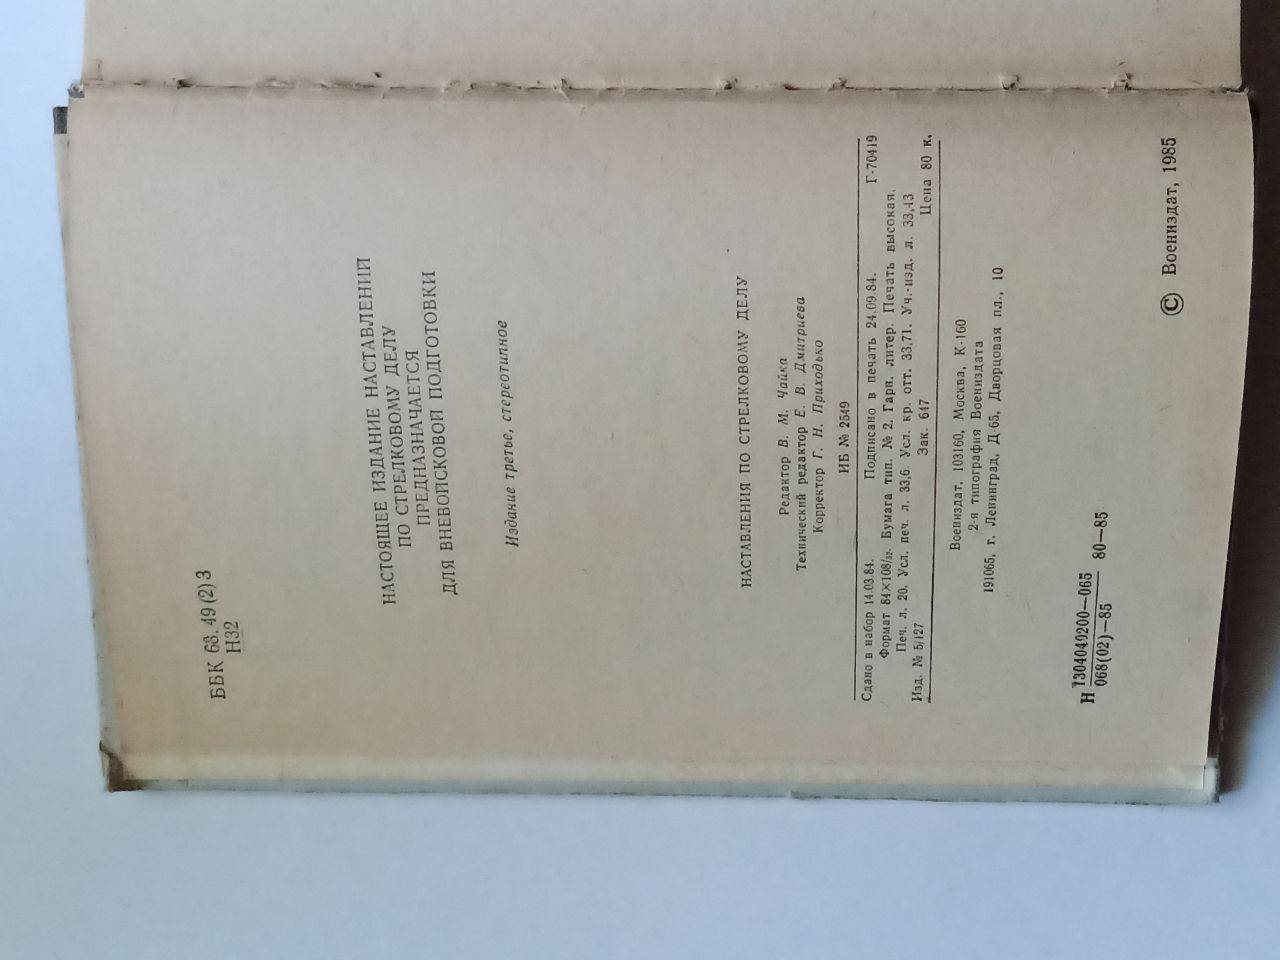 ББК 68.49(2)3
Н32
НАСТОЯЩЕЕ ИЗДАНИЕ НАСТАВЛЕНИЙ
ПО СТРЕЛКОВОМУ ДЕЛУ
ПРЕДНАЗНАЧАЕТСЯ
ДЛЯ ВНЕВОЙСКОВОЙ ПОДГОТОВКИ
Издание третье, стереотипное
НАСТАВЛЕНИЯ ПО СТРЕЛКОВОМУ ДЕЛУ
Редактор В. М. Чайка
Технический редактор Е. В. Дмитриева
Корректор Г. Н. Приходько
ИБ № 2549
Сдано в набор 14.03.84. Подписано в печать 24.09.84. Г-70419
Формат 84×108/32. Бумага тип. № 2. Гарн. литер. Печать высокая.
Печ. л. 20. Усл. печ. л. 33,6. Усл. кр. отт. 33,71. Уч.-изд. л. 33,43
Изд. № 5/127 Зак. 647 Цена 80 к.
Воениздат, 103160, Москва, К-160
2-я типография Воениздата
191065, г. Ленинград, Д-65, Дворцовая пл., 10
Н 1304049200—065
068(02)—85 80—85
© Воениздат, 1985